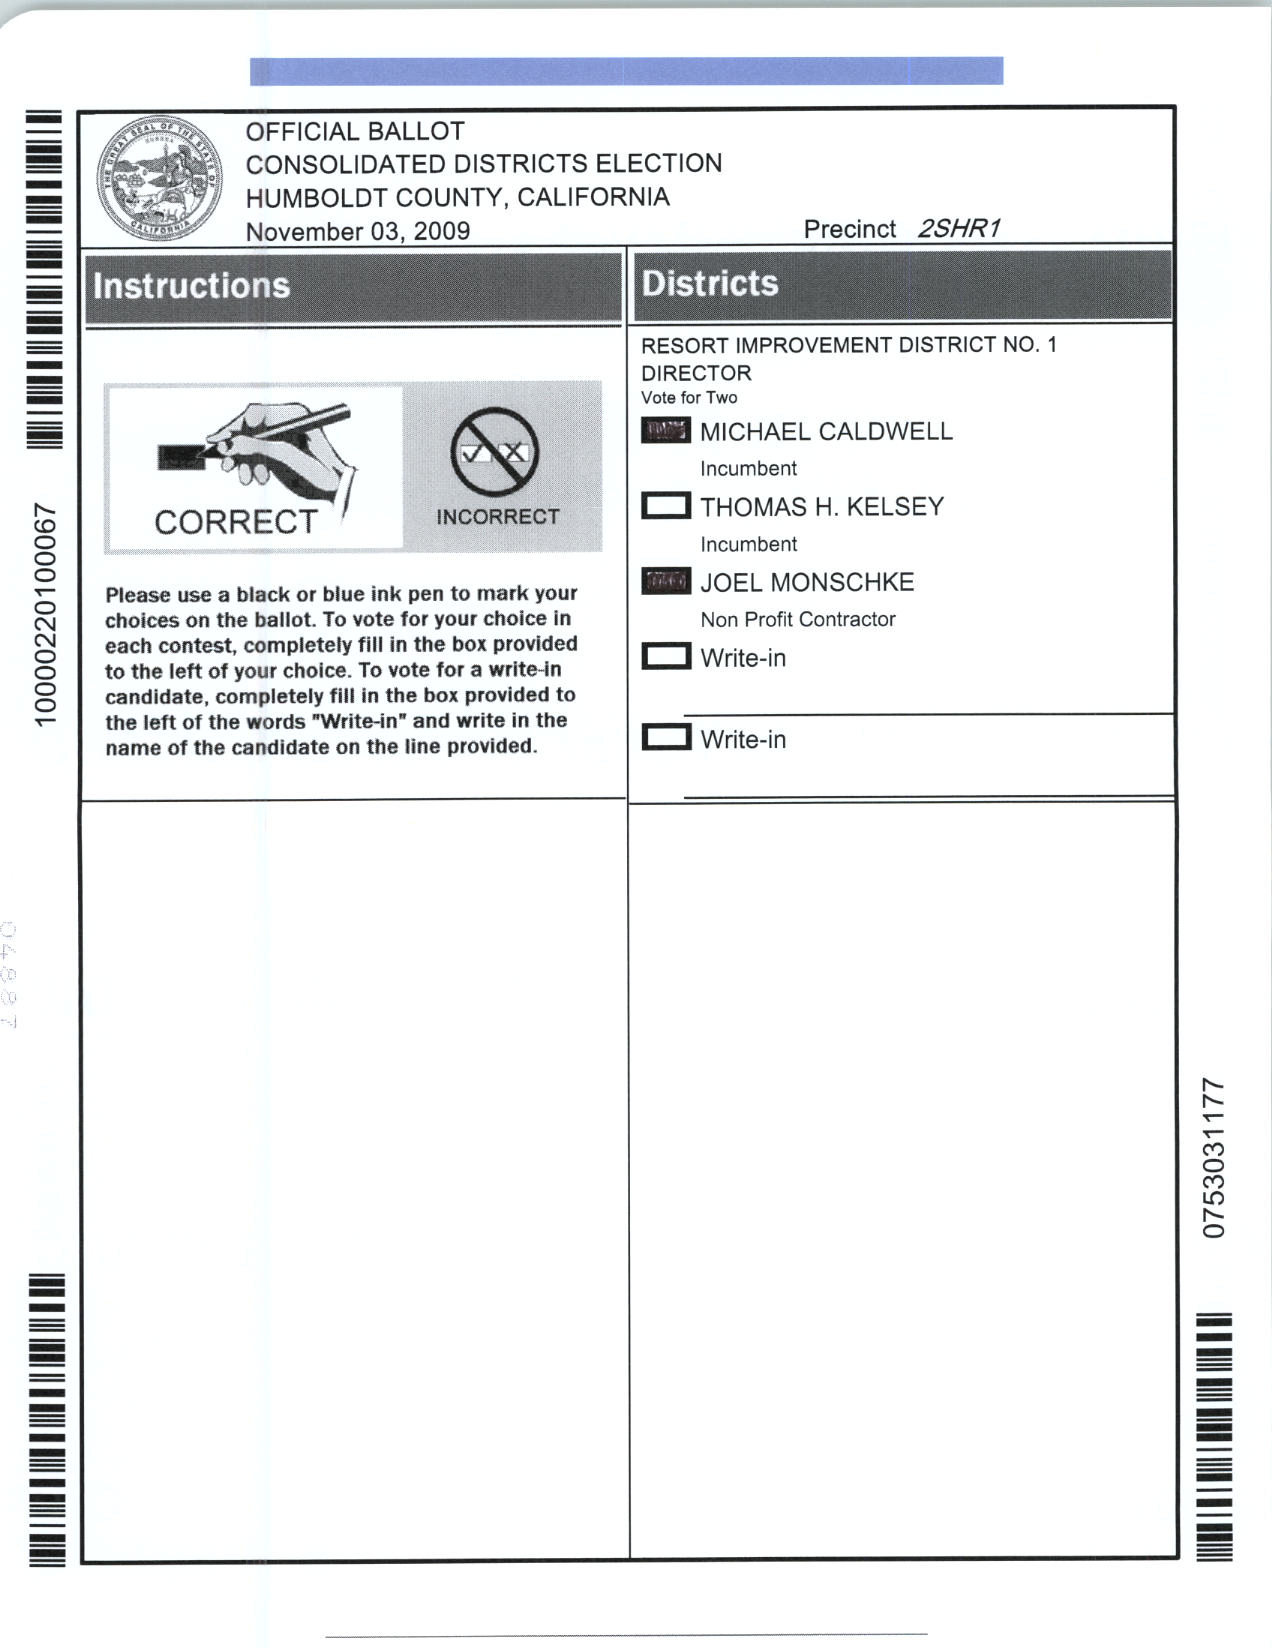 OFFICIAL BALLOT
CONSOLIDATED DISTRICTS ELECTION
HUMBOLDT COUNTY, CALIFORNIA
November 03, 2009
Precinct 2SHR1
THE GREAT SEAL OF THE STATE OF CALIFORNIA
EUREKA
Instructions
CORRECT
INCORRECT
Please use a black or blue ink pen to mark your
choices on the ballot. To vote for your choice in
each contest, completely fill in the box provided
to the left of your choice. To vote for a write-in
candidate, completely fill in the box provided to
the left of the words "Write-in" and write in the
name of the candidate on the line provided.
Districts
RESORT IMPROVEMENT DISTRICT NO. 1
DIRECTOR
Vote for Two
MICHAEL CALDWELL
Incumbent
THOMAS H. KELSEY
Incumbent
JOEL MONSCHKE
Non Profit Contractor
Write-in
Write-in
10000220100067
04887
0753031177